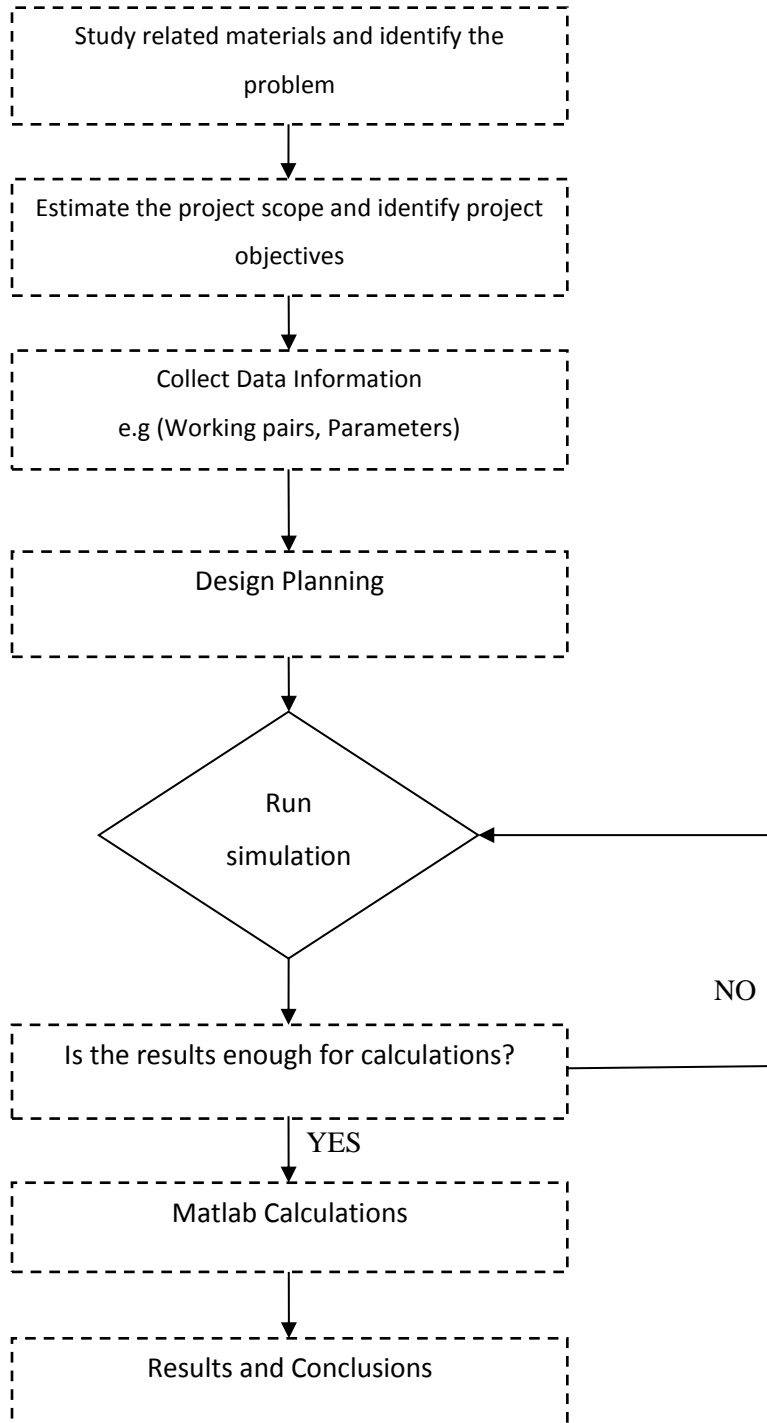 Study related materials and identify the
problem
Estimate the project scope and identify project
objectives
Collect Data Information
e.g (Working pairs, Parameters)
Design Planning
Run
simulation
NO
Is the results enough for calculations?
YES
Matlab Calculations
Results and Conclusions